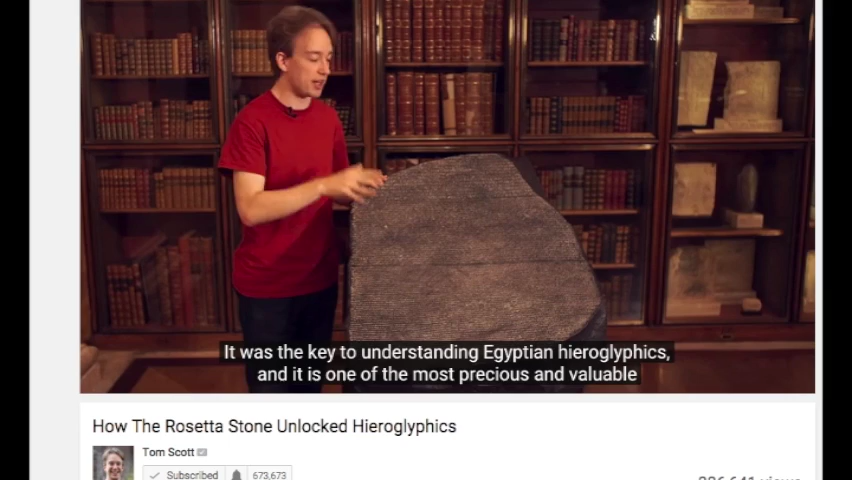 It was the key to understanding Egyptian hieroglyphics,
and it is one of the most precious and valuable
How The Rosetta Stone Unlocked Hieroglyphics
Tom Scott
Subscribed 673,673